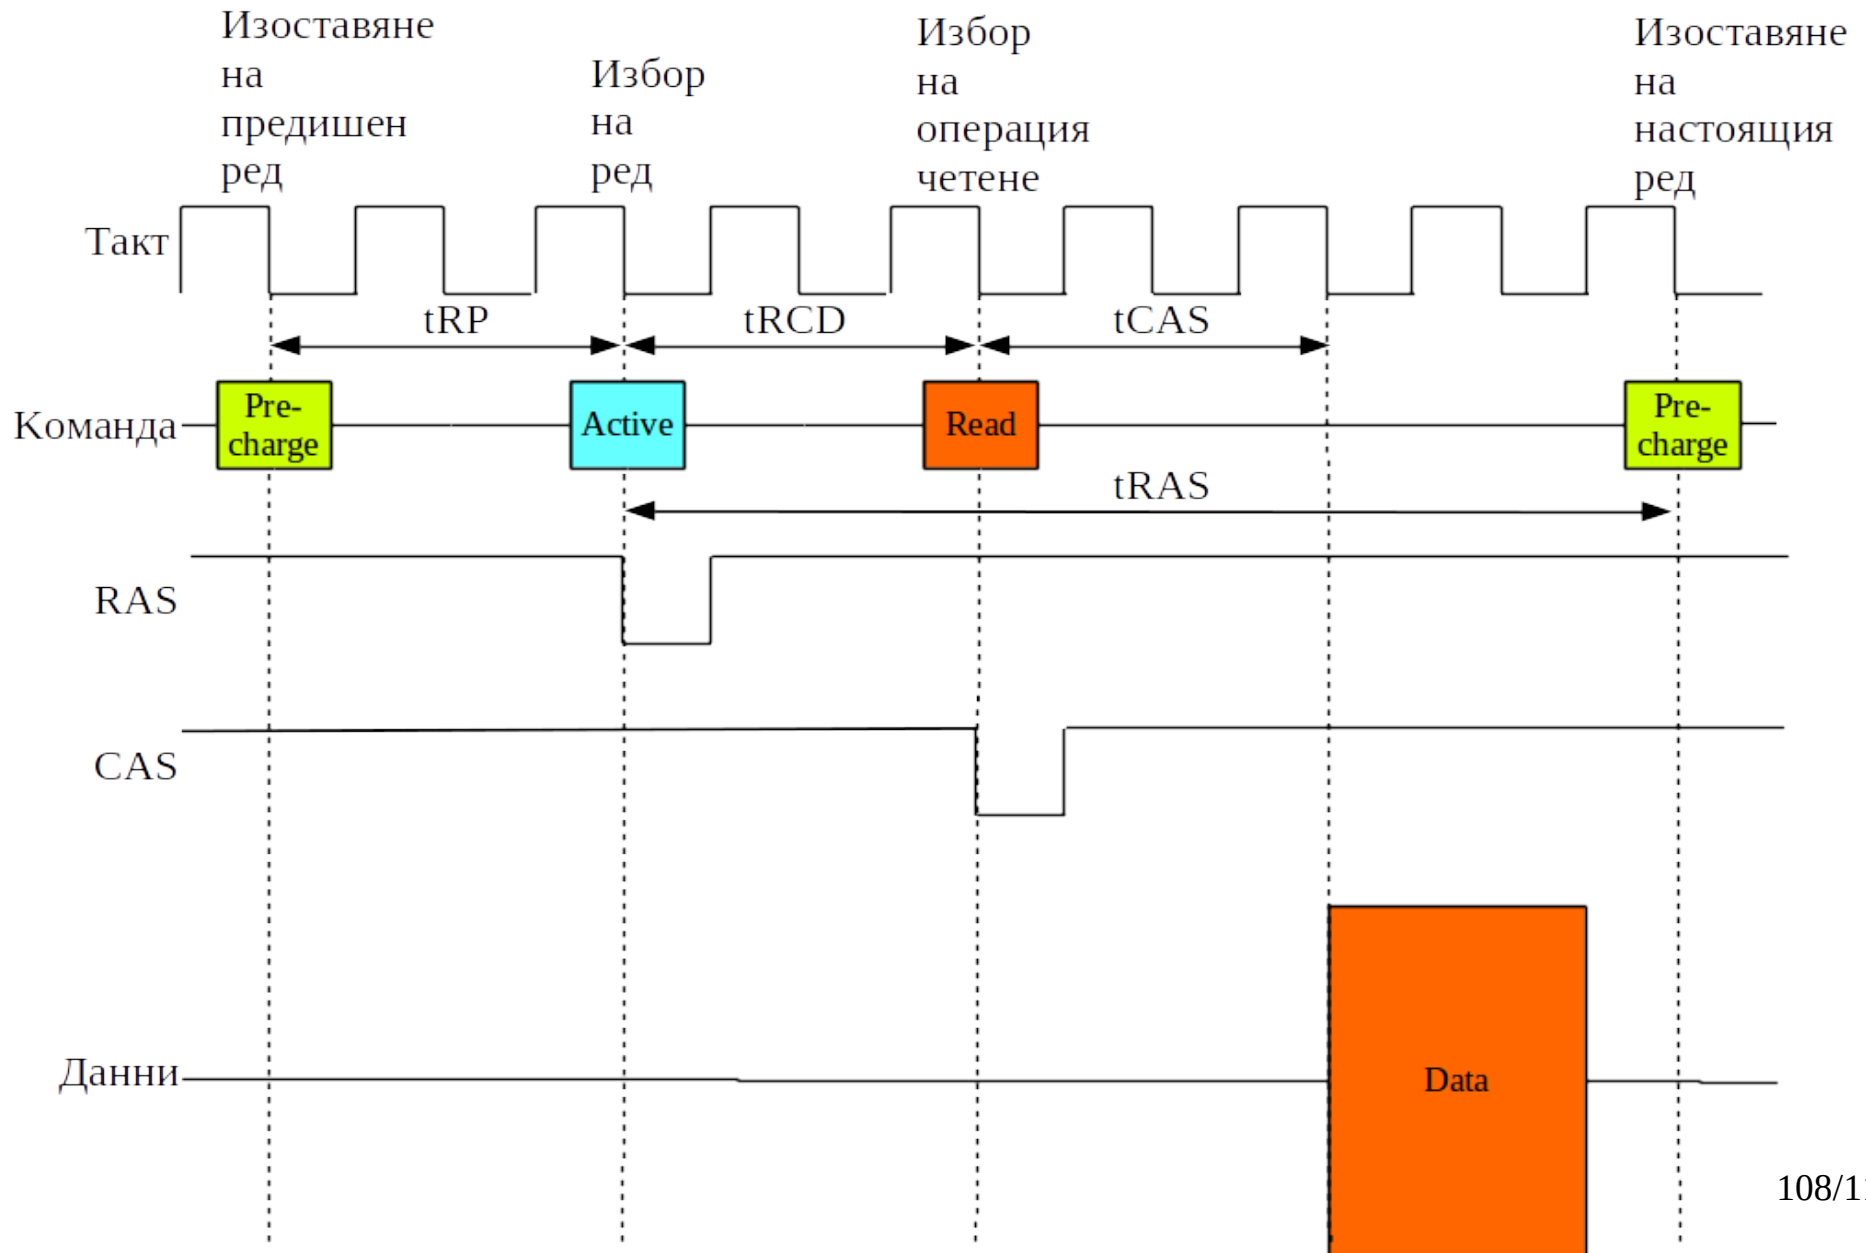 Изоставяне
на
предишен
ред
Избор
на
ред
Избор
на
операция
четене
Изоставяне
на
настоящия
ред
Такт
tRP
tRCD
tCAS
Команда
Pre-
charge
Active
Read
Pre-
charge
tRAS
RAS
CAS
Данни
Data